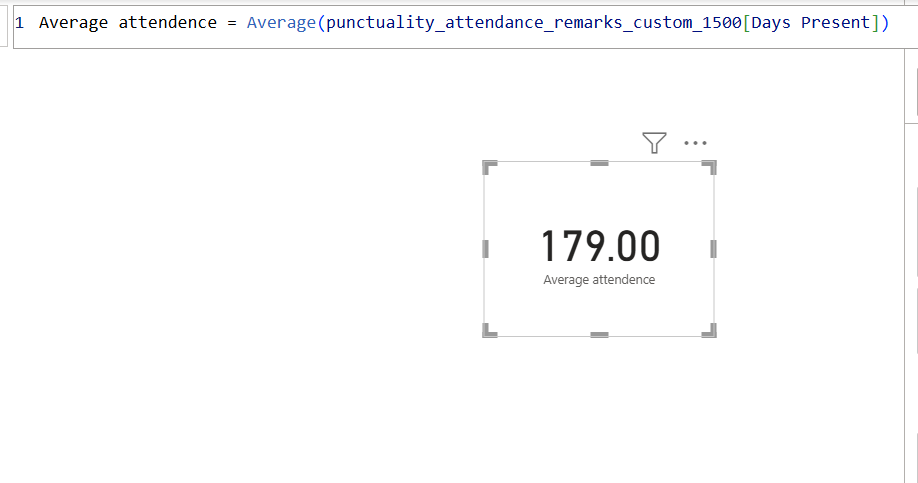 1 Average attendence = Average(punctuality_attendance_remarks_custom_1500[Days Present])
179.00
Average attendence